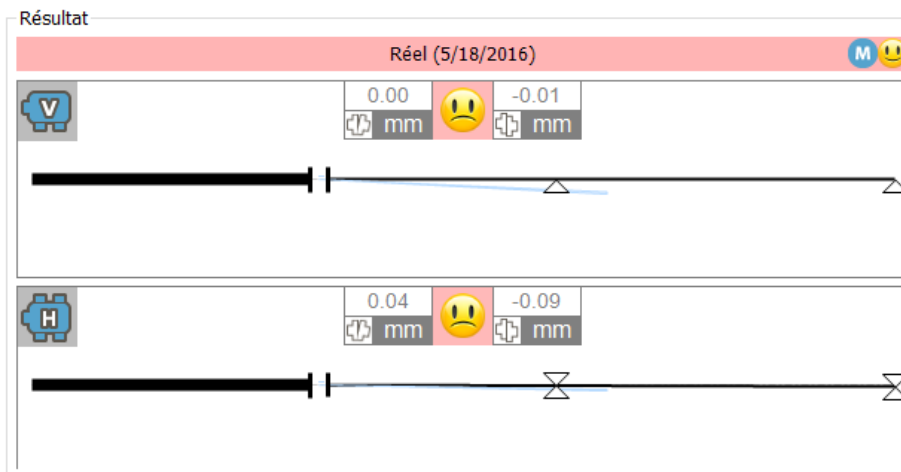 Résultat
Réel (5/18/2016) M
V 0.00 -0.01
mm mm
H 0.04 -0.09
mm mm